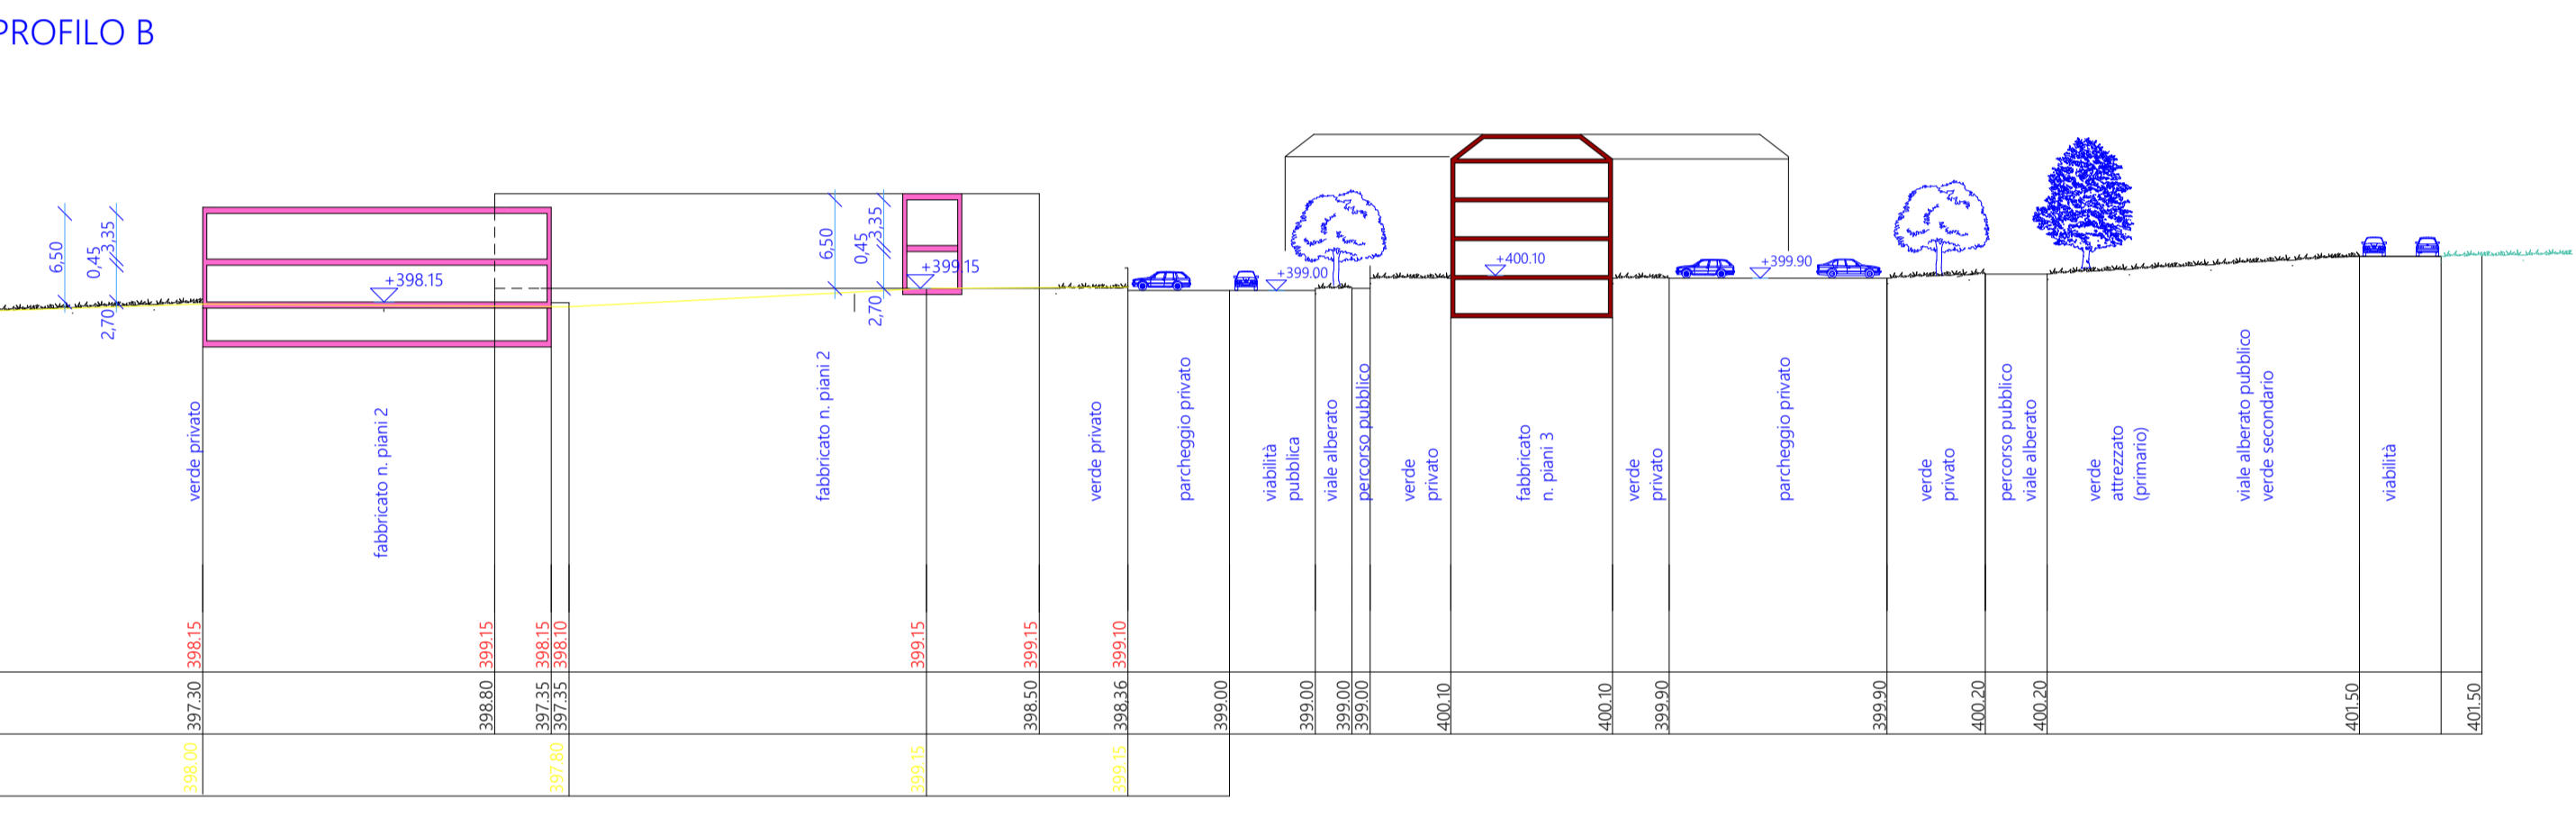 PROFILO B
6,50
0,45
3,35
2,70
+398.15
6,50
0,45
3,35
2,70
+399.15
+399.00
+400.10
+399.90
verde privato
fabbricato n. piani 2
fabbricato n. piani 2
verde privato
parcheggio privato
viabilità
pubblica
viale alberato
percorso pubblico
verde
privato
fabbricato
n. piani 3
verde
privato
parcheggio privato
verde
privato
percorso pubblico
viale alberato
verde
attrezzato
(primario)
viale alberato pubblico
verde secondario
viabilità
398.15
399.15
398.15
398.10
399.15
399.15
399.10
397.30
398.80
397.35
397.35
398.50
398,36
399.00
399.00
399.00
399.00
400.10
400.10
399.90
399.90
400.20
400.20
401.50
401.50
398.00
397.80
399.15
399.15